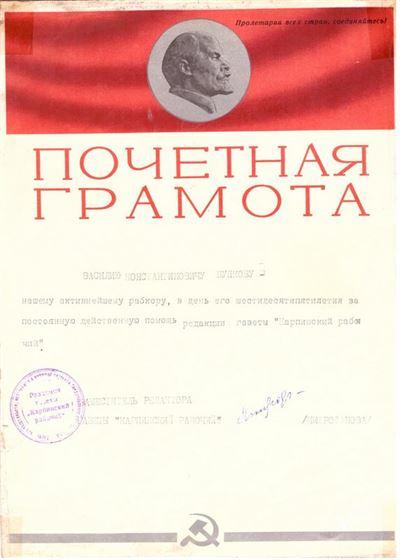 Пролетарии всех стран, соединяйтесь!
ПОЧЕТНАЯ
ГРАМОТА
ВАСИЛИЮ КОНСТАНТИНОВИЧУ
нашему активнейшему рабкору, в день его шестидесятипятилетия за
постоянную действенную помощь редакции газеты "Карпинский рабо
чий"
Редакция
газеты
"Карпинский
рабочий"
ЗАМЕСТИТЕЛЬ РЕДАКТОРА
ГАЗЕТЫ "КАРПИНСКИЙ РАБОЧИЙ"